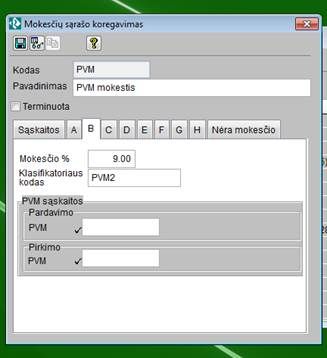 Mokesčių sąrašo koregavimas
Kodas PVM
Pavadinimas PVM mokestis
Terminuota
Sąskaitos A B C D E F G H Nėra mokesčio
Mokesčio % 9.00
Klasifikatoriaus kodas PVM2
PVM sąskaitos
Pardavimo
PVM
Pirkimo
PVM